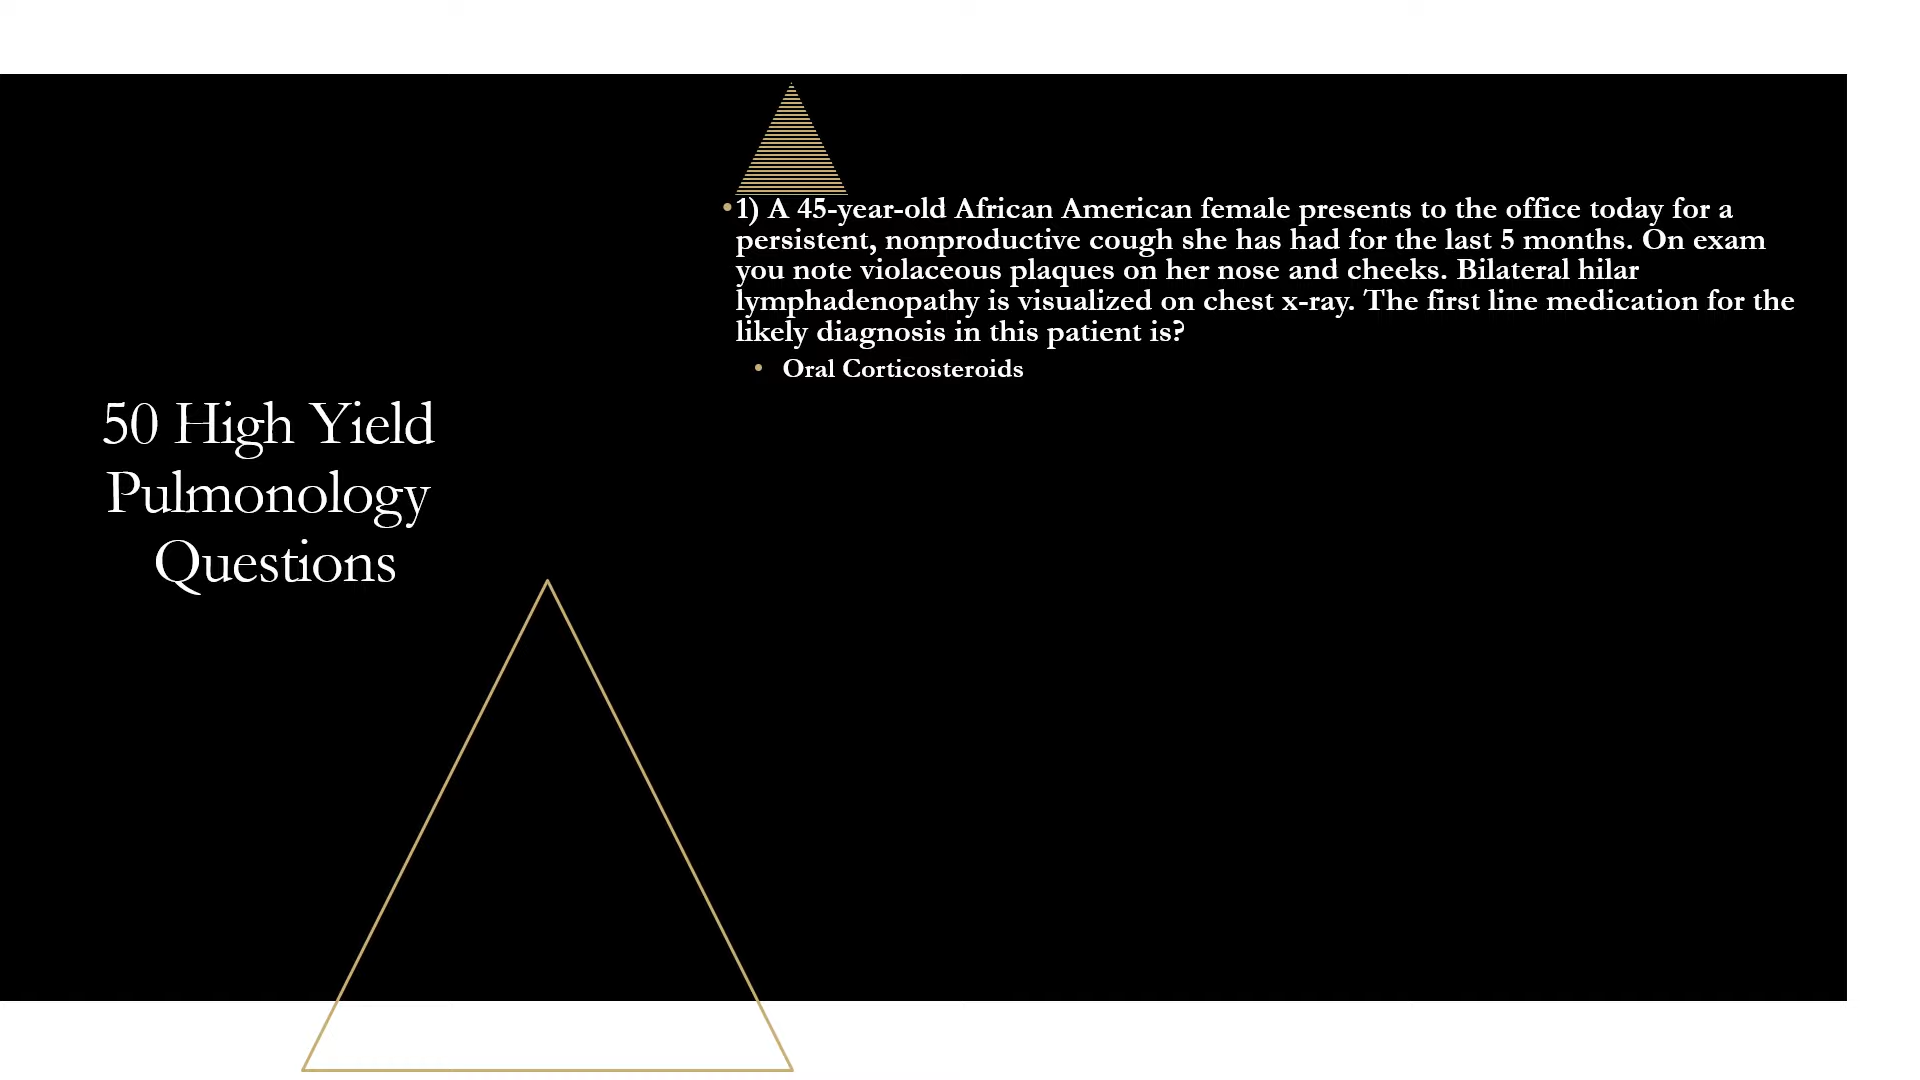 50 High Yield
Pulmonology
Questions
•1) A 45-year-old African American female presents to the office today for a
persistent, nonproductive cough she has had for the last 5 months. On exam
you note violaceous plaques on her nose and cheeks. Bilateral hilar
lymphadenopathy is visualized on chest x-ray. The first line medication for the
likely diagnosis in this patient is?
• Oral Corticosteroids